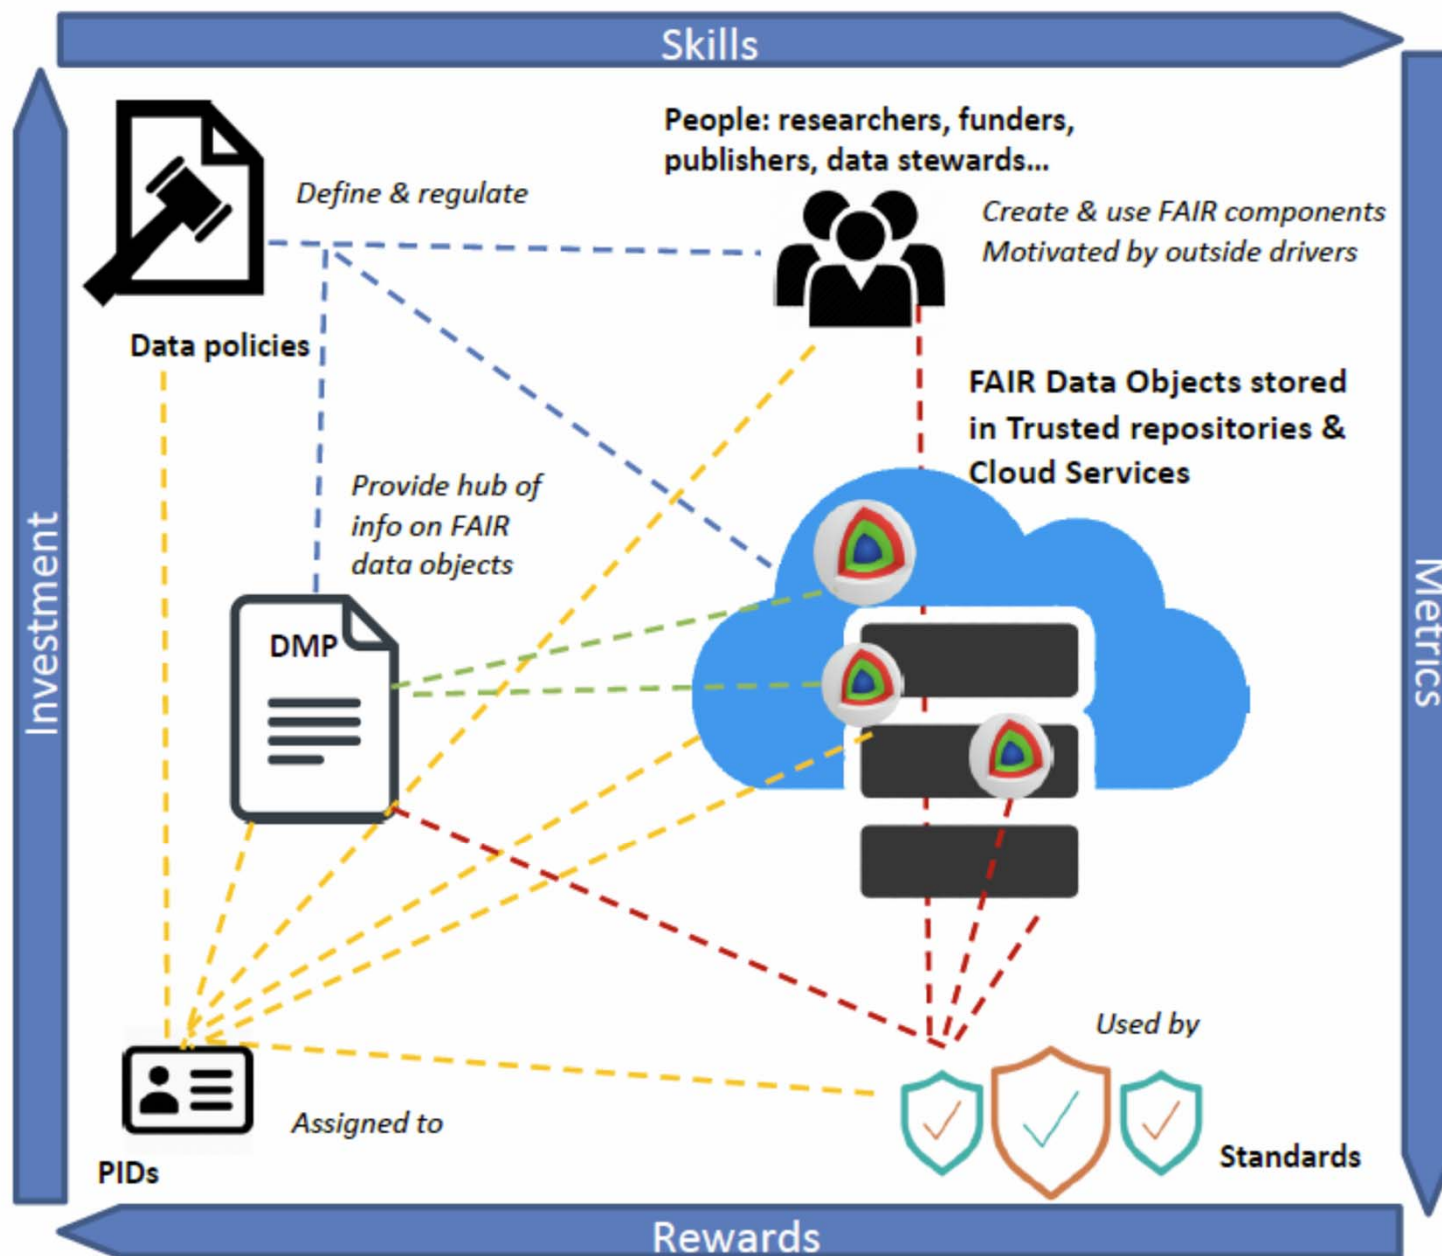 Skills
People: researchers, funders,
publishers, data stewards...
Define & regulate
Create & use FAIR components
Motivated by outside drivers
Data policies
FAIR Data Objects stored
in Trusted repositories &
Cloud Services
Provide hub of
info on FAIR
data objects
Investment
Metrics
DMP
Used by
Assigned to
Standards
PIDs
Rewards